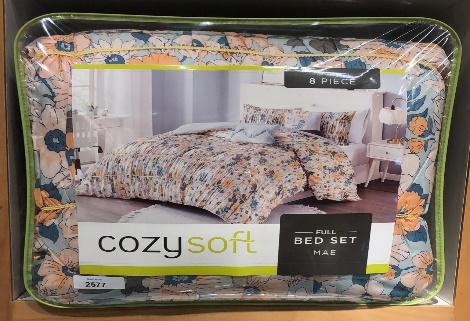 8 PIECE
cozysoft
FULL
BED SET
MAE
2577